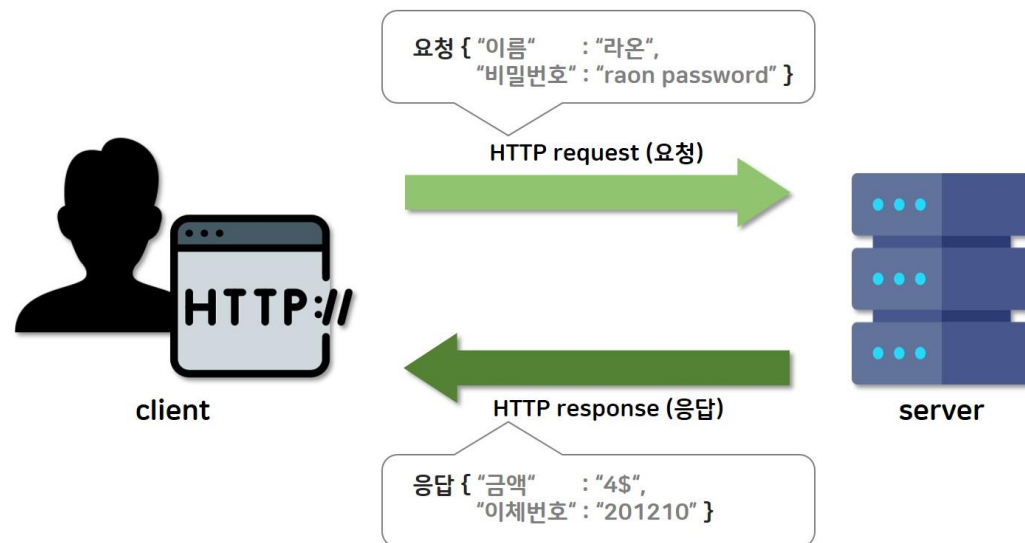 요청 { “이름“ : “라온“,
“비밀번호“ : “raon password” }
HTTP request (요청)
HTTP://
client
server
HTTP response (응답)
응답 { “금액“ : “4$“,
“이체번호“ : “201210” }